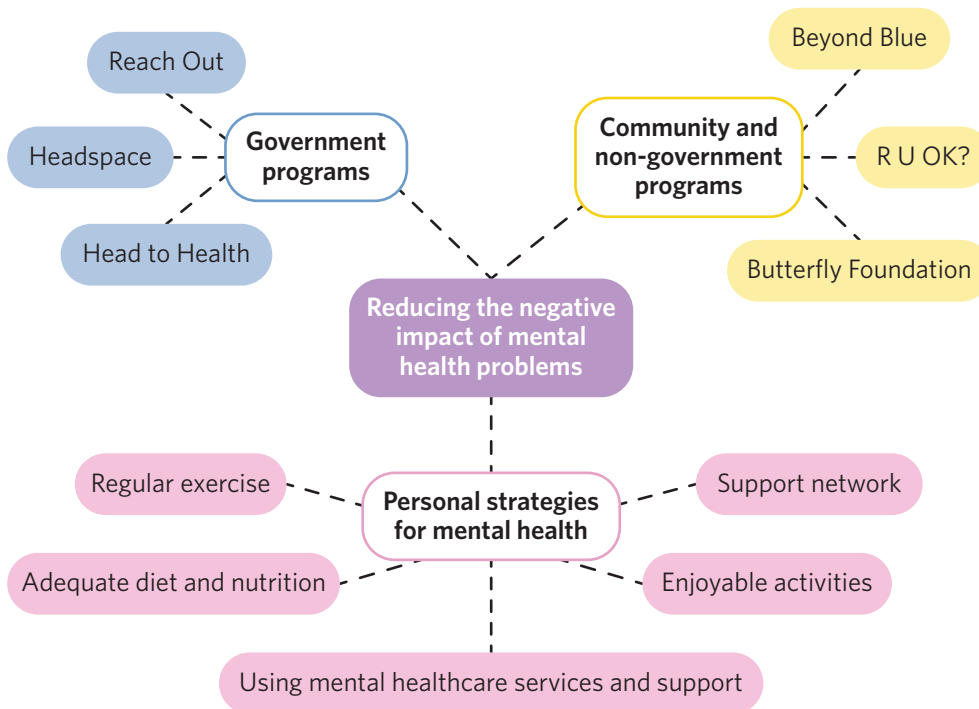 Reach Out
Headspace
Head to Health
Government
programs
Community and
non-government
programs
Beyond Blue
R U OK?
Butterfly Foundation
Reducing the negative
impact of mental
health problems
Personal strategies
for mental health
Regular exercise
Adequate diet and nutrition
Using mental healthcare services and support
Enjoyable activities
Support network